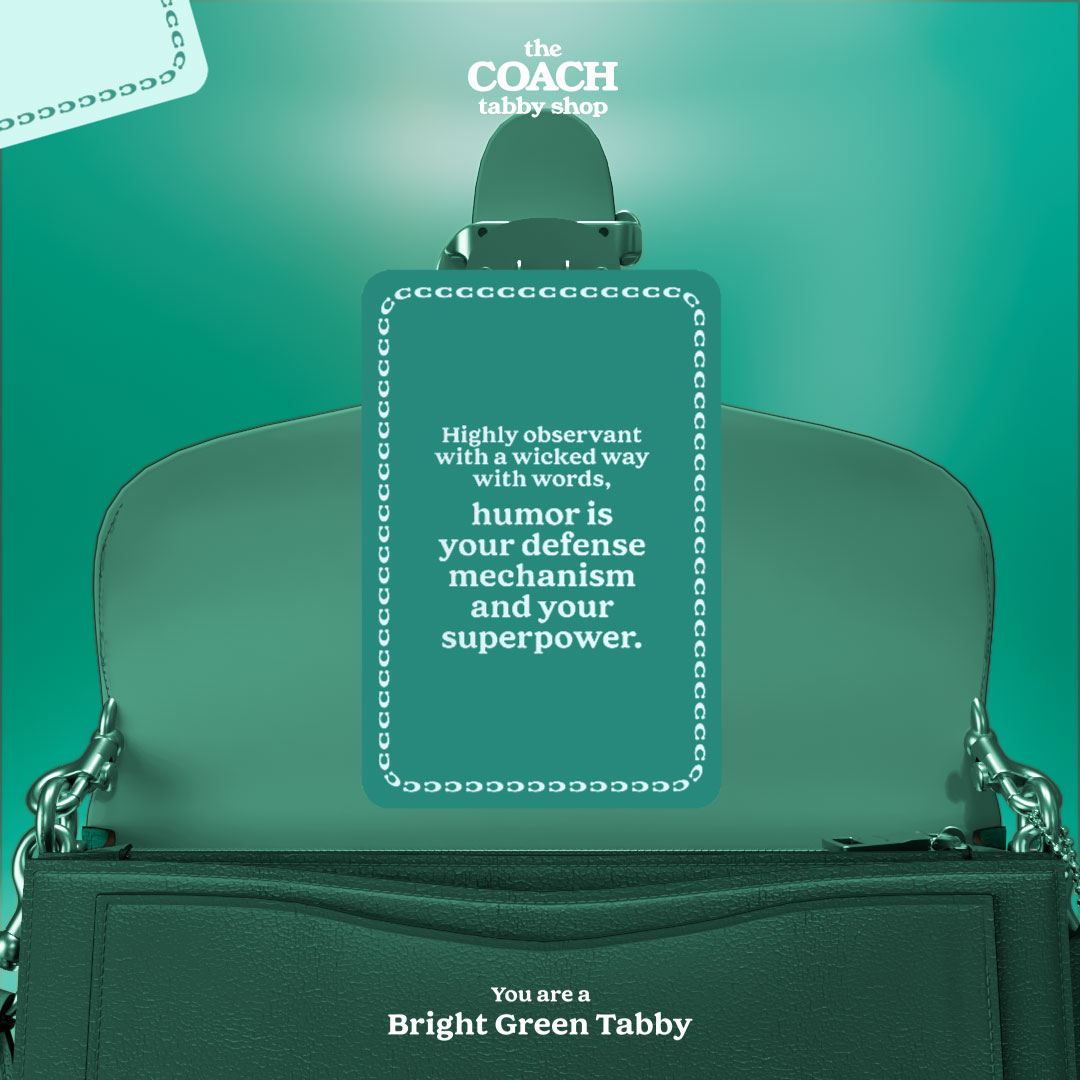 the
COACH
tabby shop
Highly observant
with a wicked way
with words,
humor is
your defense
mechanism
and your
superpower.
You are a
Bright Green Tabby